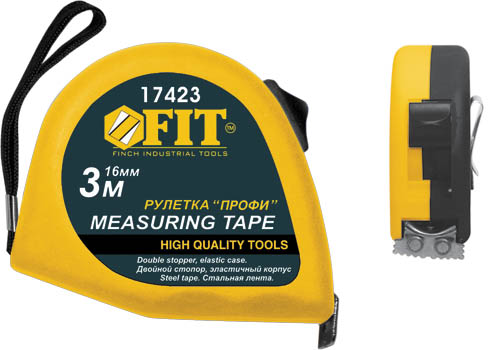 17423
FIT TM
FINCH INDUSTRIAL TOOLS
16мм
3м
РУЛЕТКА "ПРОФИ"
MEASURING TAPE
HIGH QUALITY TOOLS
Double stopper, elastic case.
Двойной стопор, эластичный корпус
Steel tape. Стальная лента.